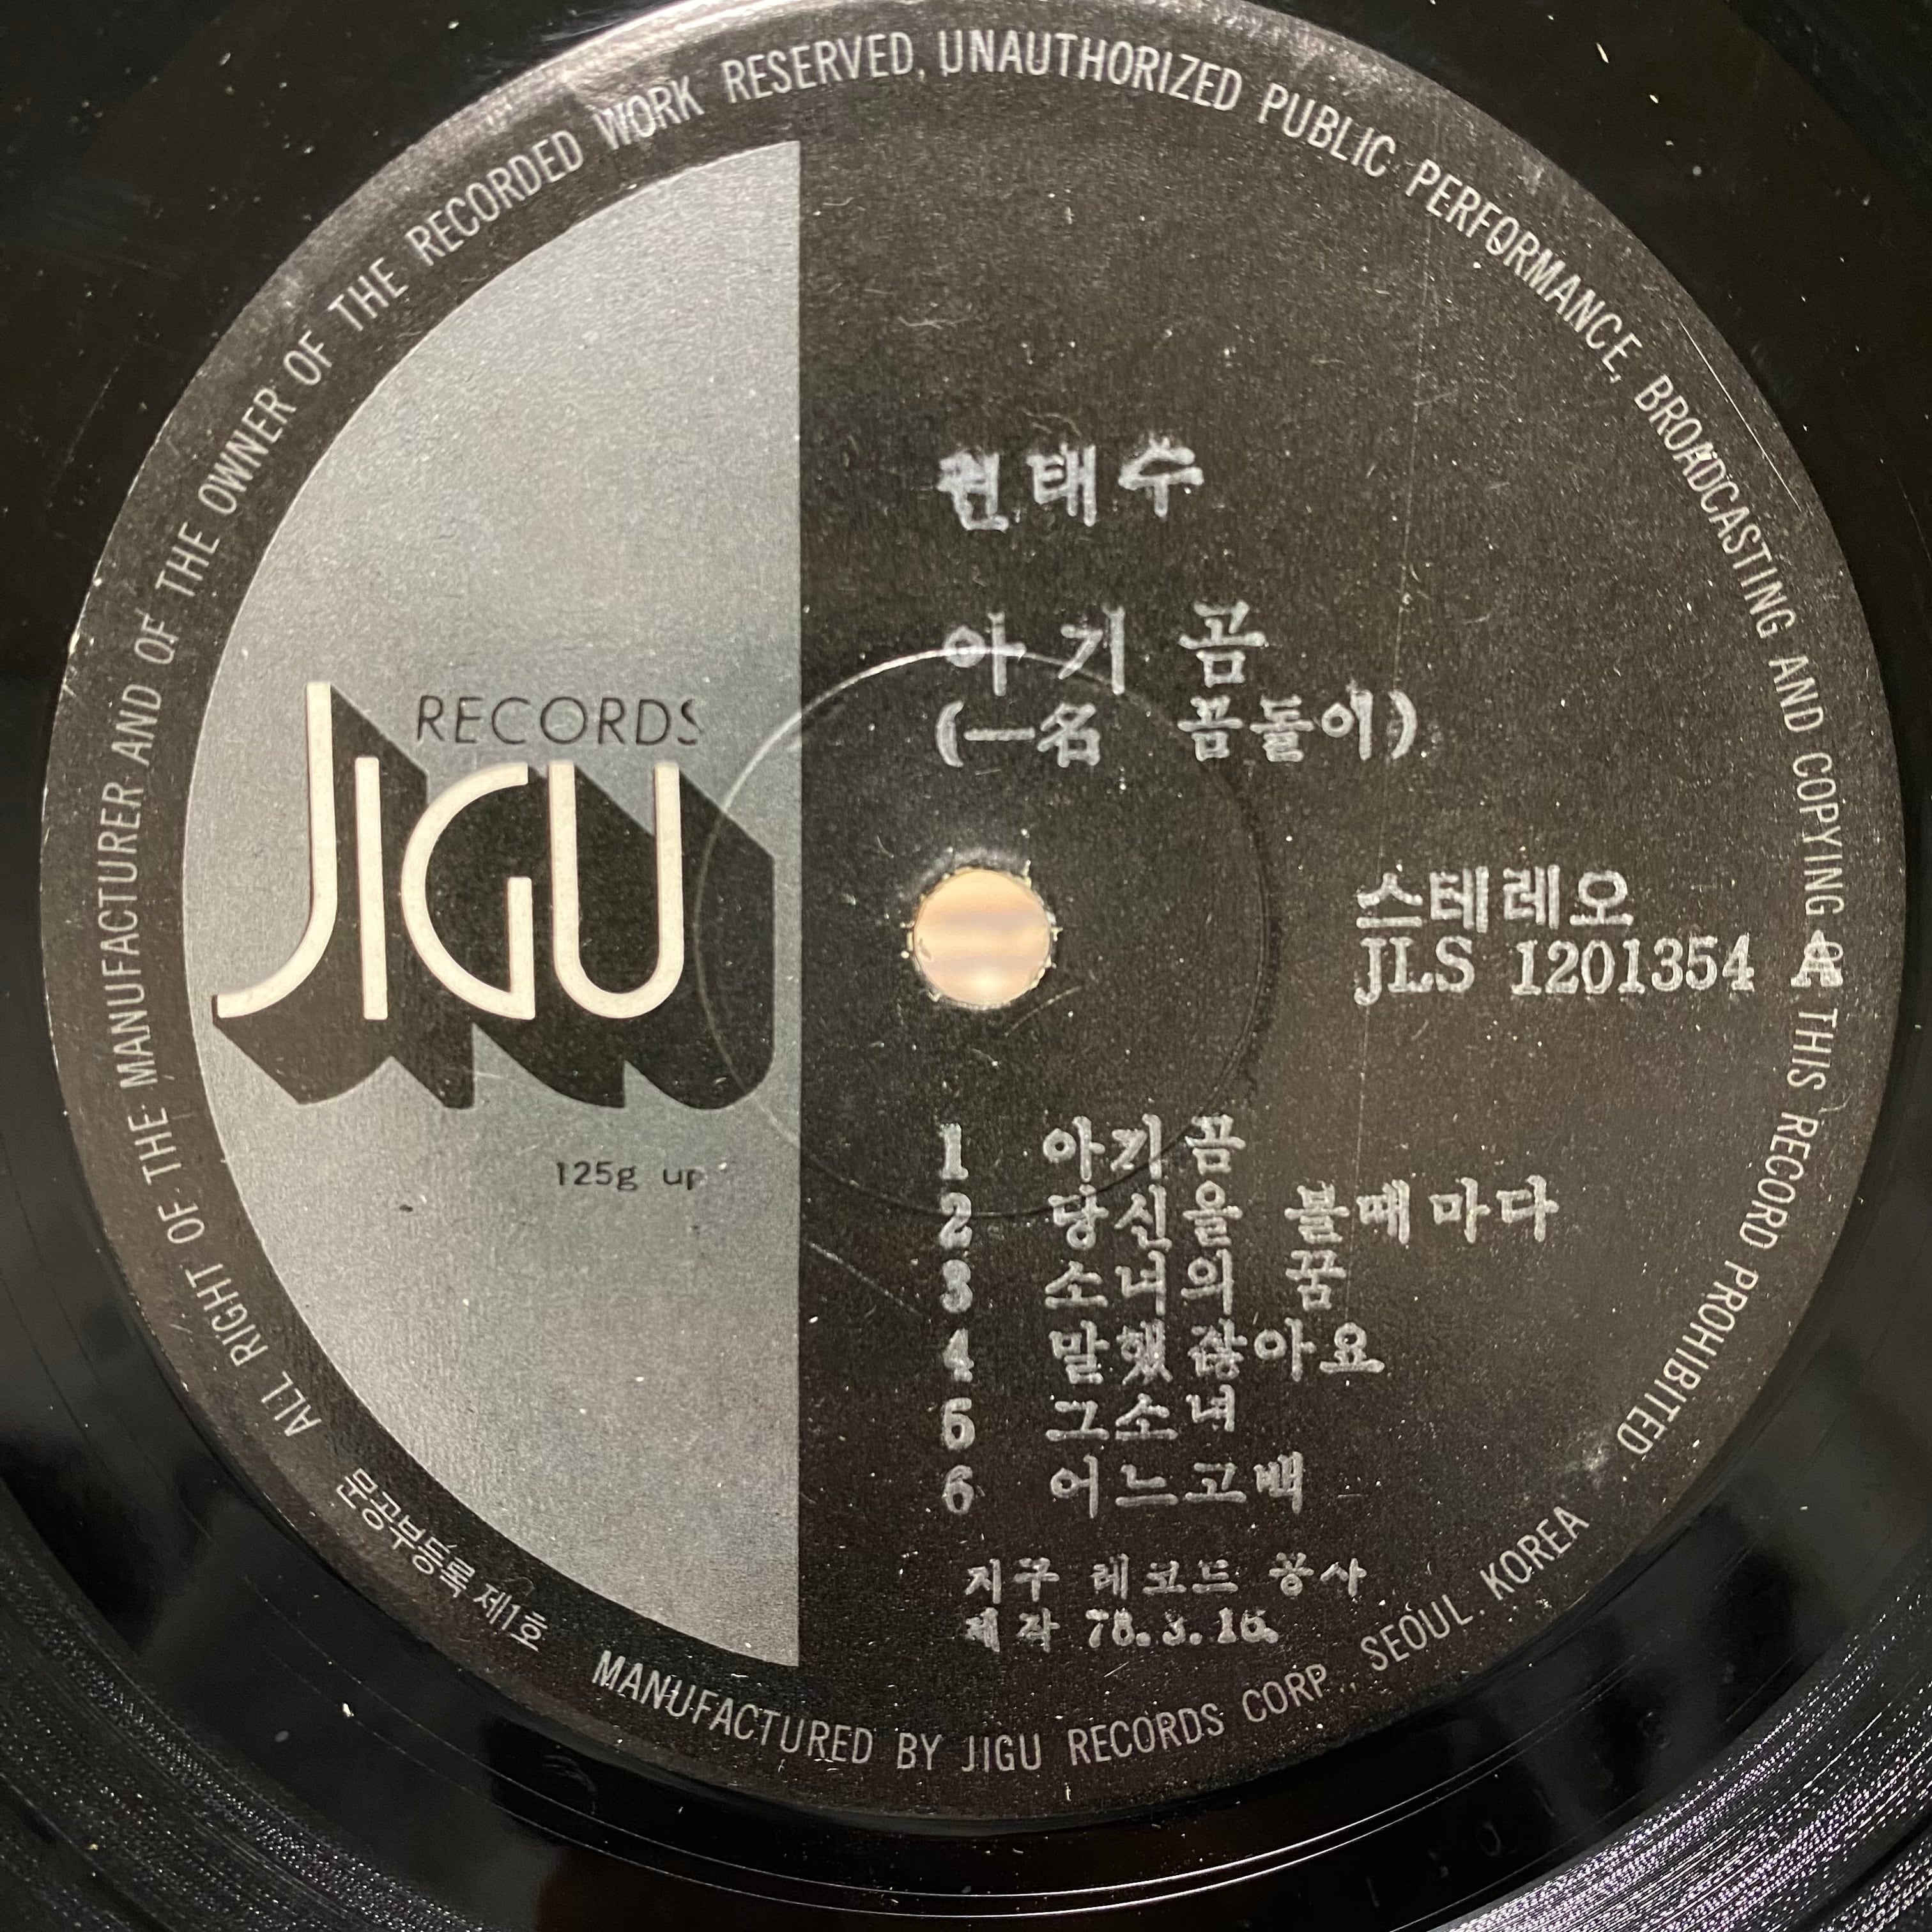 ALL RIGHT OF THE MANUFACTURER AND OF THE OWNER OF THE RECORDED WORK RESERVED, UNAUTHORIZED PUBLIC PERFORMANCE, BROADCASTING AND COPYING OF THIS RECORD PROHIBITED
권태수
아기 곰
(一名 곰돌이)
RECORDS
JIGU
스테레오
JLS 1201354 A
125g up
1 아기곰
2 당신을 볼때마다
3 소녀의 꿈
4 말했잖아요
5 그소녀
6 어느고백
지구 레코드 공사
제작 78.3.16.
문공부등록 제1호
MANUFACTURED BY JIGU RECORDS CORP., SEOUL. KOREA